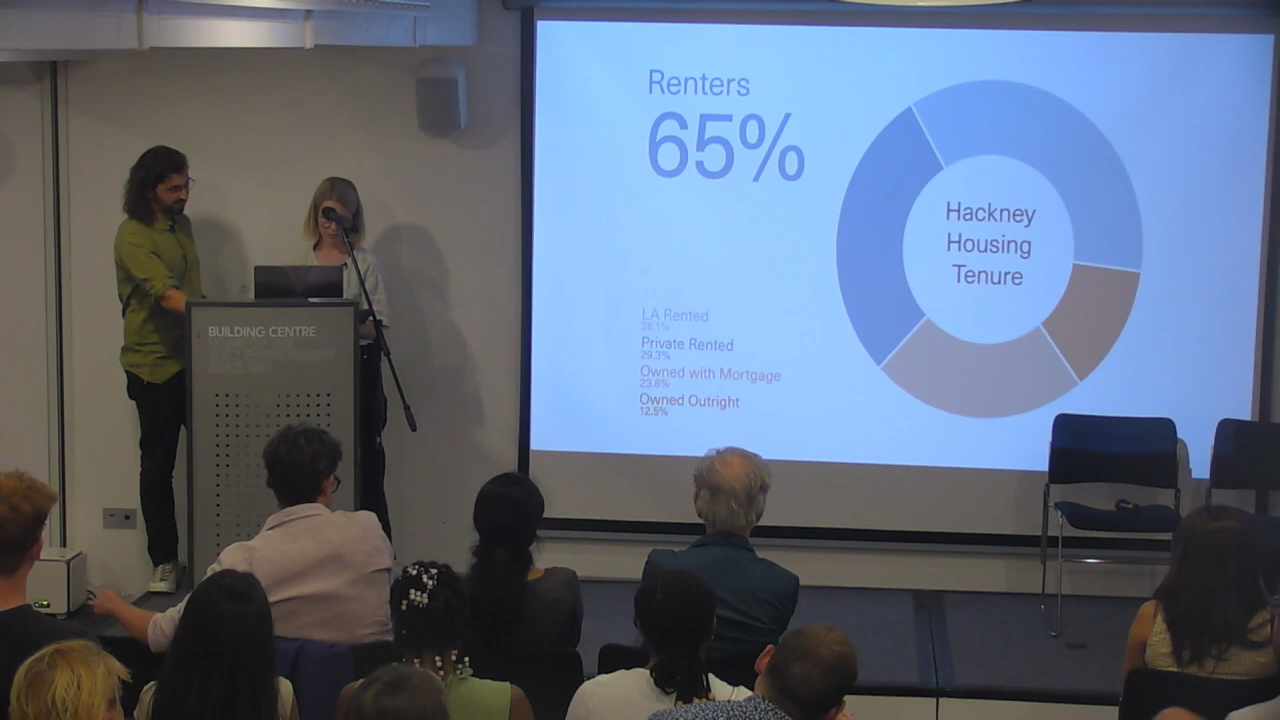 Renters
65%
Hackney
Housing
Tenure
LA Rented
36.1%
Private Rented
29.3%
Owned with Mortgage
23.6%
Owned Outright
12.5%
BUILDING CENTRE